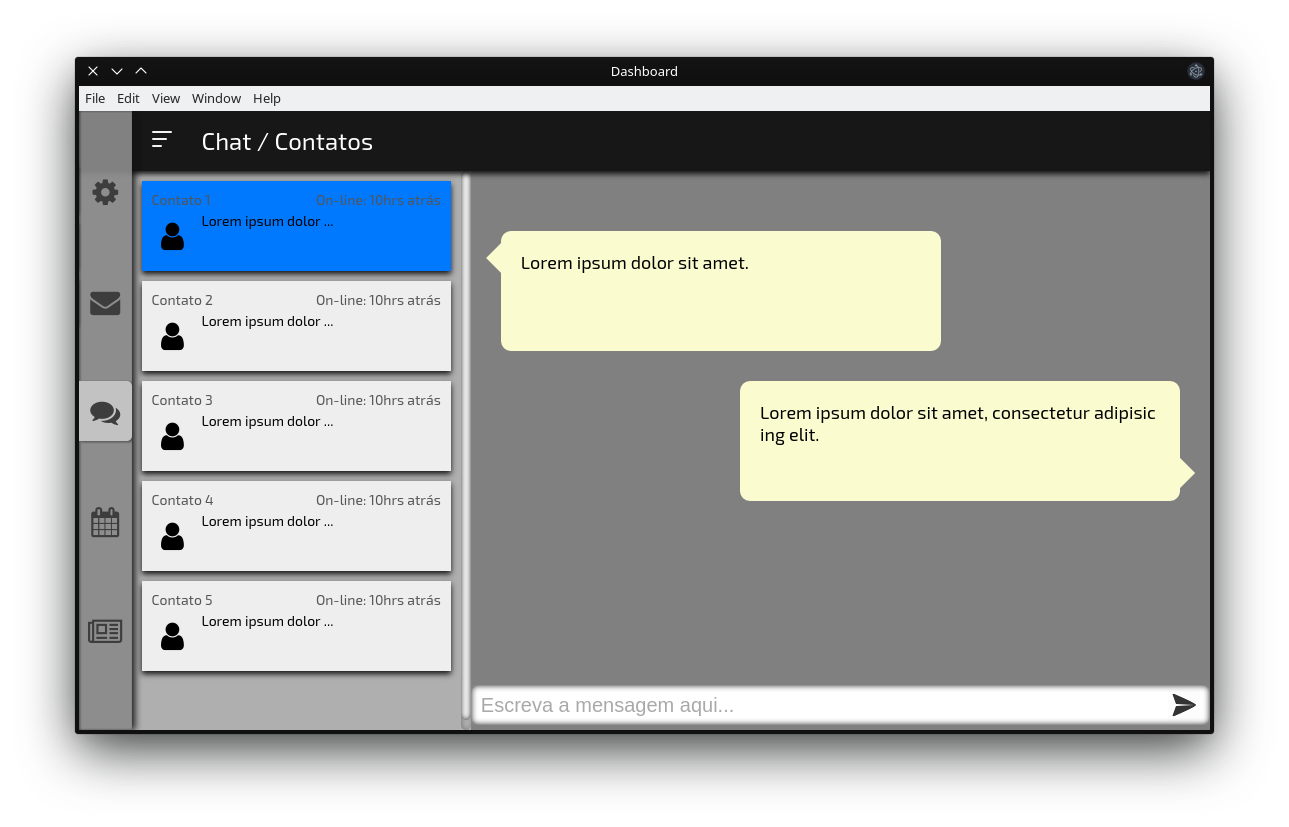 Dashboard
File Edit View Window Help
Chat / Contatos
Contato 1 On-line: 10hrs atrás
Lorem ipsum dolor ...
Contato 2 On-line: 10hrs atrás
Lorem ipsum dolor ...
Contato 3 On-line: 10hrs atrás
Lorem ipsum dolor ...
Contato 4 On-line: 10hrs atrás
Lorem ipsum dolor ...
Contato 5 On-line: 10hrs atrás
Lorem ipsum dolor ...
Lorem ipsum dolor sit amet.
Lorem ipsum dolor sit amet, consectetur adipisic
ing elit.
Escreva a mensagem aqui...